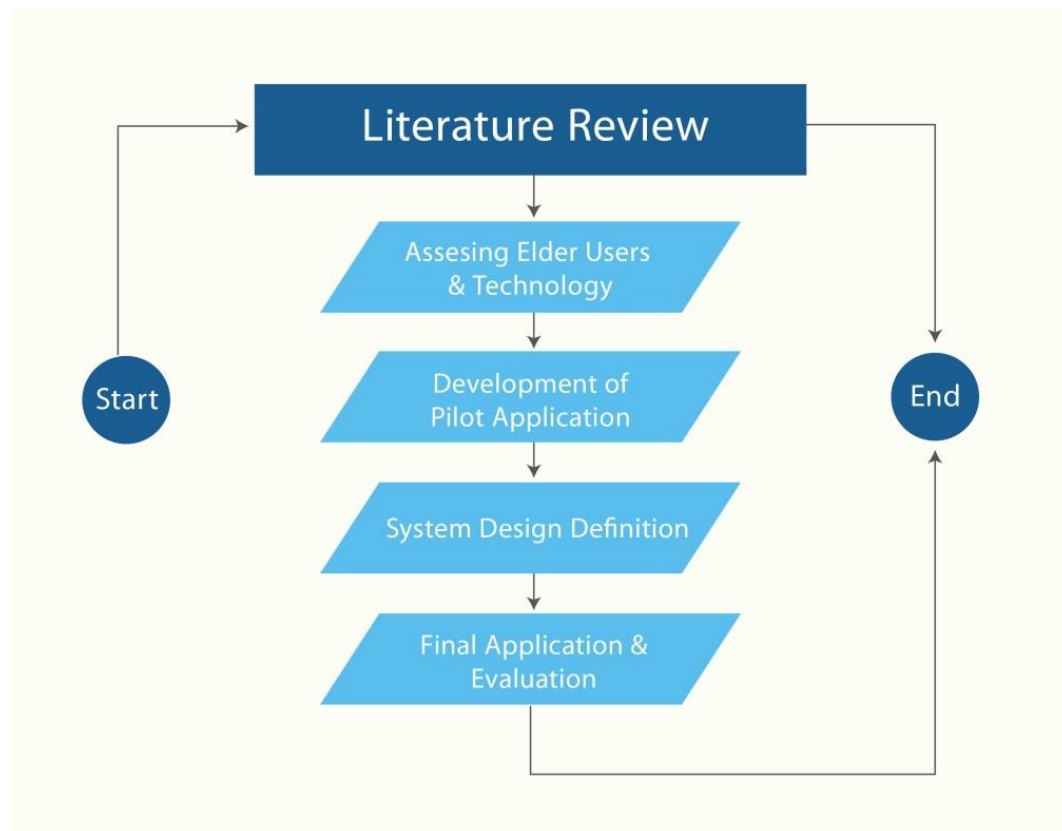 Literature Review
Assesing Elder Users
& Technology
Start
Development of
Pilot Application
End
System Design Definition
Final Application &
Evaluation